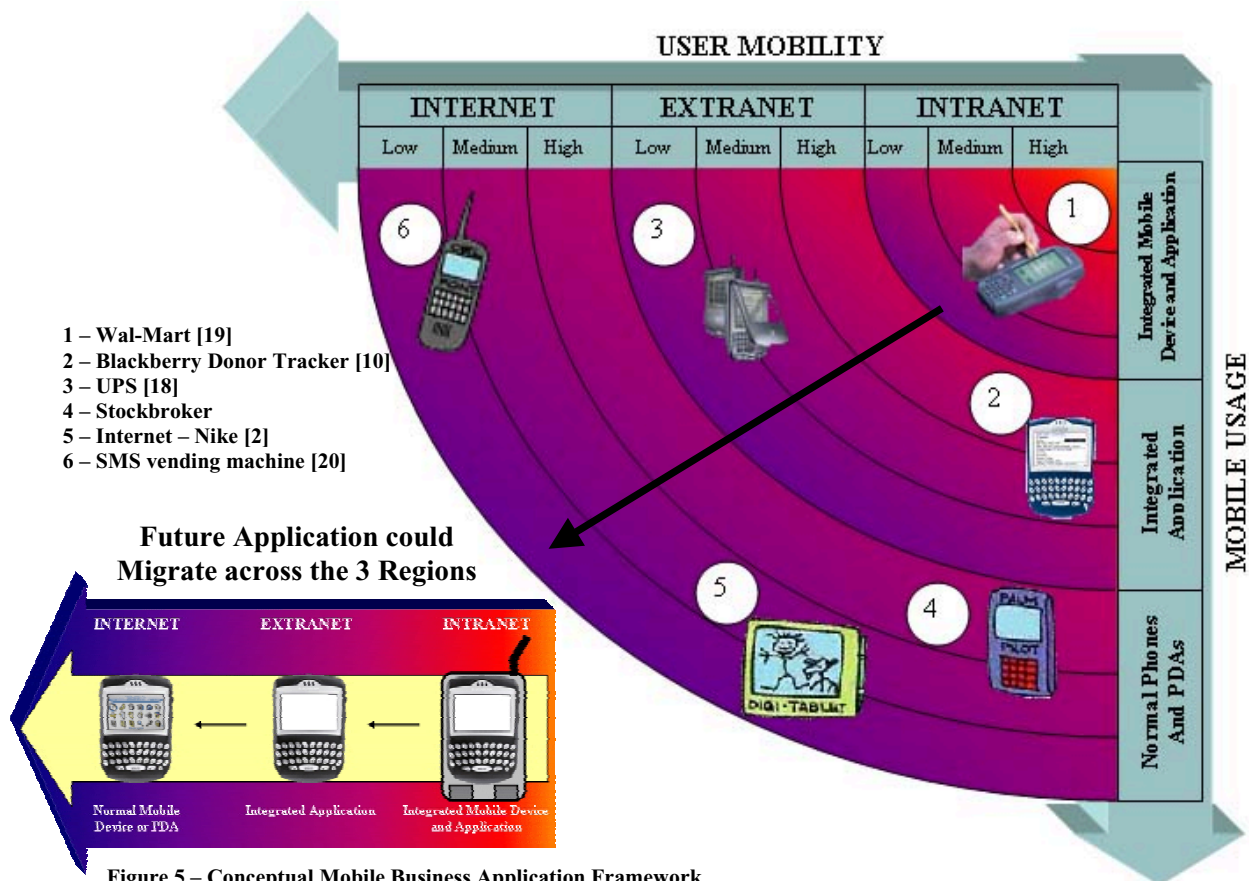 USER MOBILITY
INTERNET EXTRANET INTRANET
Low Medium High Low Medium High Low Medium High
1
Integrated Mobile
Device and Application
6
3
2
Integrated
Application
MOBILE USAGE
5
4
PALM
PILOT
DIGI-TABLET
Normal Phones
And PDAs
1 – Wal-Mart [19]
2 – Blackberry Donor Tracker [10]
3 – UPS [18]
4 – Stockbroker
5 – Internet – Nike [2]
6 – SMS vending machine [20]
Future Application could
Migrate across the 3 Regions
INTERNET EXTRANET INTRANET
Normal Mobile
Device or PDA
Integrated Application
Integrated Mobile Device
and Application
Figure 5 – Conceptual Mobile Business Application Framework